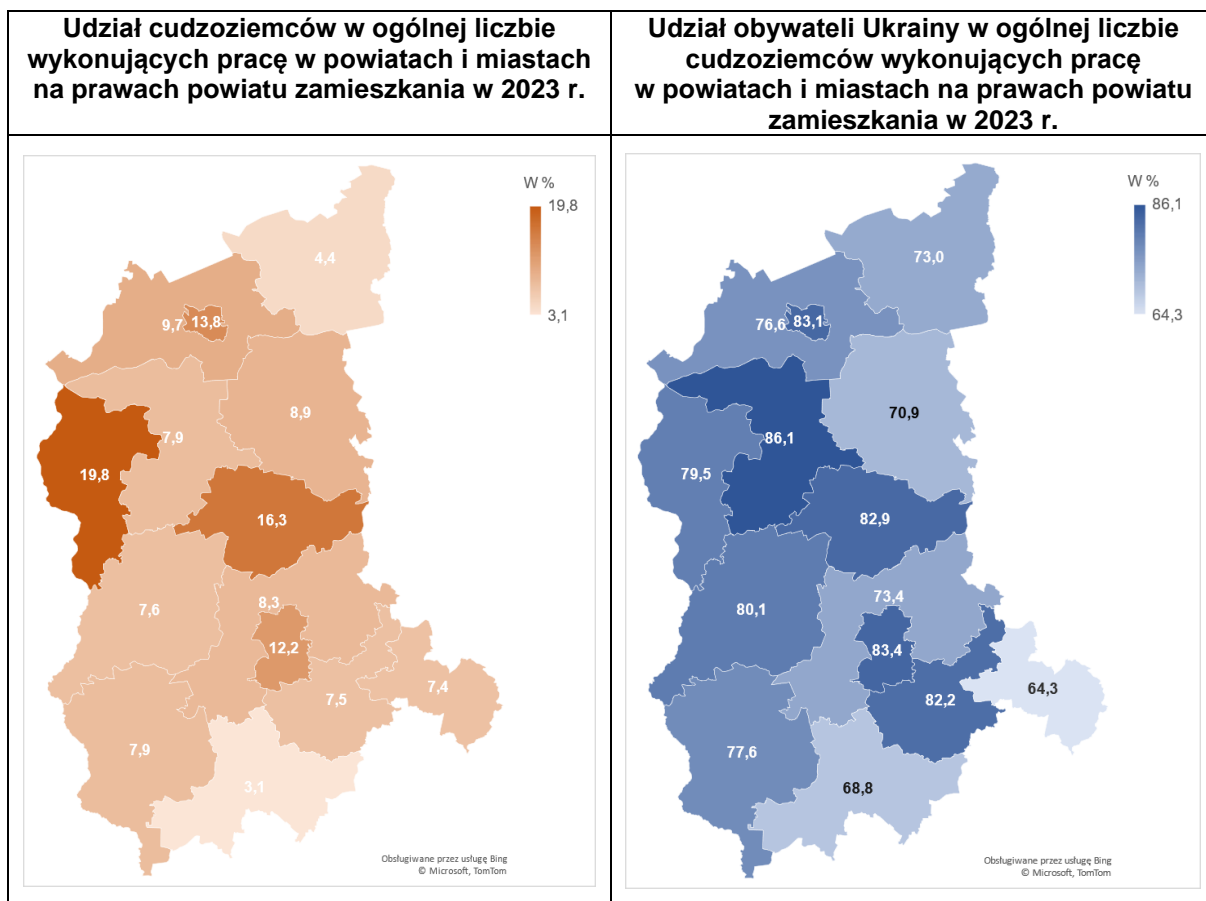 Udział cudzoziemców w ogólnej liczbie
wykonujących pracę w powiatach i miastach
na prawach powiatu zamieszkania w 2023 r.
Udział obywateli Ukrainy w ogólnej liczbie
cudzoziemców wykonujących pracę
w powiatach i miastach na prawach powiatu
zamieszkania w 2023 r.
W %
19,8
3,1
4,4
9,7
13,8
8,9
7,9
19,8
16,3
7,6
8,3
12,2
7,4
7,5
7,9
3,1
Obsługiwane przez usługę Bing
© Microsoft, TomTom
W %
86,1
64,3
73,0
76,6
83,1
70,9
86,1
79,5
82,9
80,1
73,4
83,4
64,3
82,2
77,6
68,8
Obsługiwane przez usługę Bing
© Microsoft, TomTom